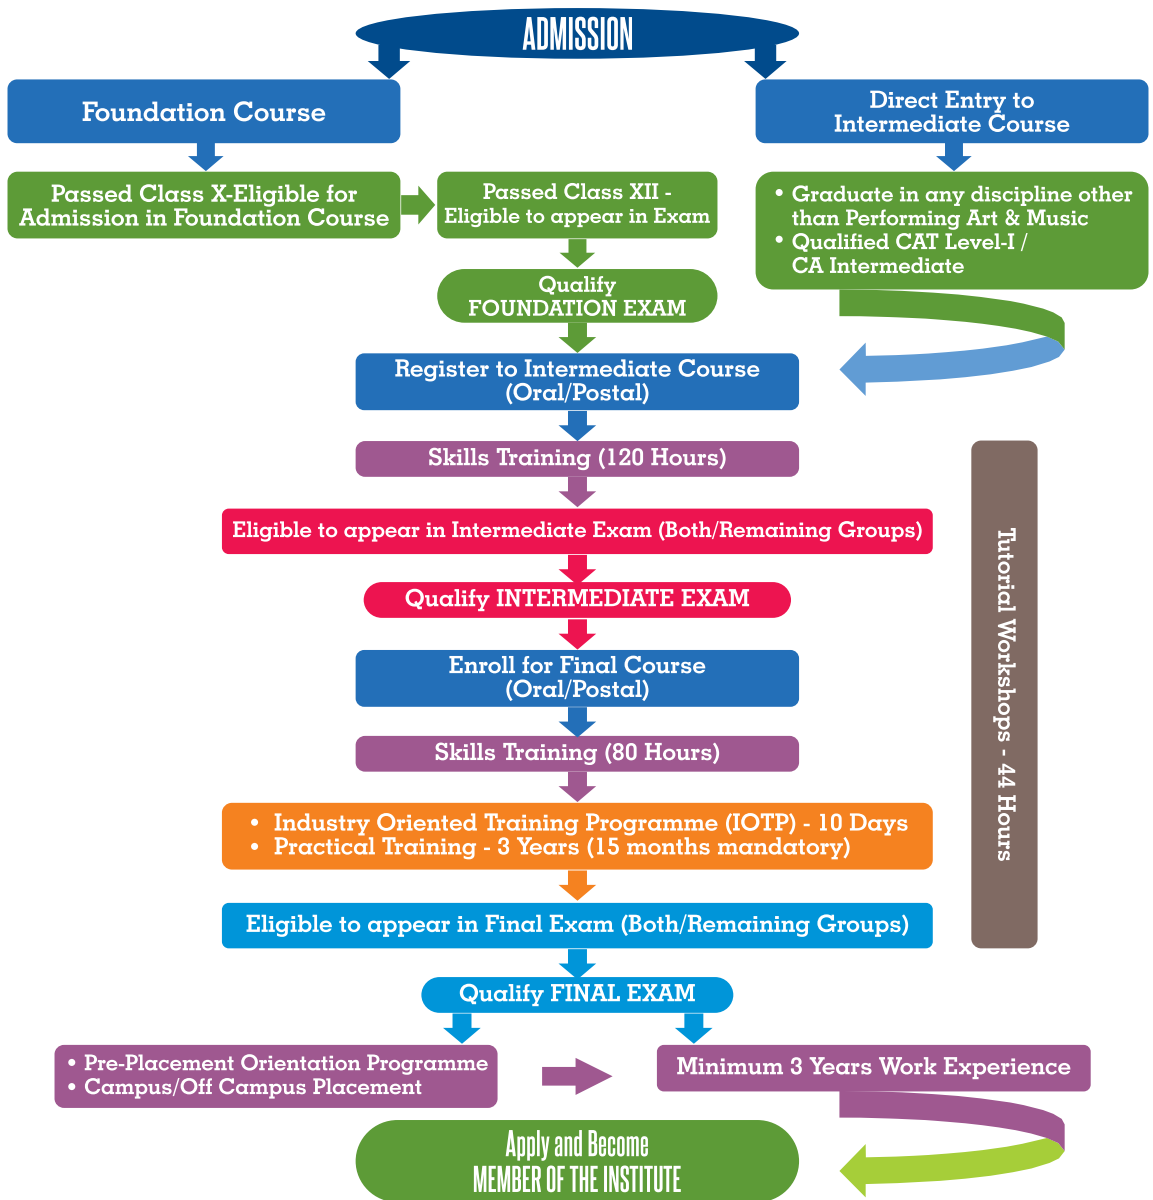 ADMISSION
Foundation Course
Direct Entry to
Intermediate Course
Passed Class X-Eligible for
Admission in Foundation Course
Passed Class XII -
Eligible to appear in Exam
• Graduate in any discipline other
than Performing Art & Music
• Qualified CAT Level-I /
CA Intermediate
Qualify
FOUNDATION EXAM
Register to Intermediate Course
(Oral/Postal)
Skills Training (120 Hours)
Eligible to appear in Intermediate Exam (Both/Remaining Groups)
Qualify INTERMEDIATE EXAM
Enroll for Final Course
(Oral/Postal)
Skills Training (80 Hours)
• Industry Oriented Training Programme (IOTP) - 10 Days
• Practical Training - 3 Years (15 months mandatory)
Eligible to appear in Final Exam (Both/Remaining Groups)
Tutorial Workshops - 44 Hours
Qualify FINAL EXAM
• Pre-Placement Orientation Programme
• Campus/Off Campus Placement
Minimum 3 Years Work Experience
Apply and Become
MEMBER OF THE INSTITUTE